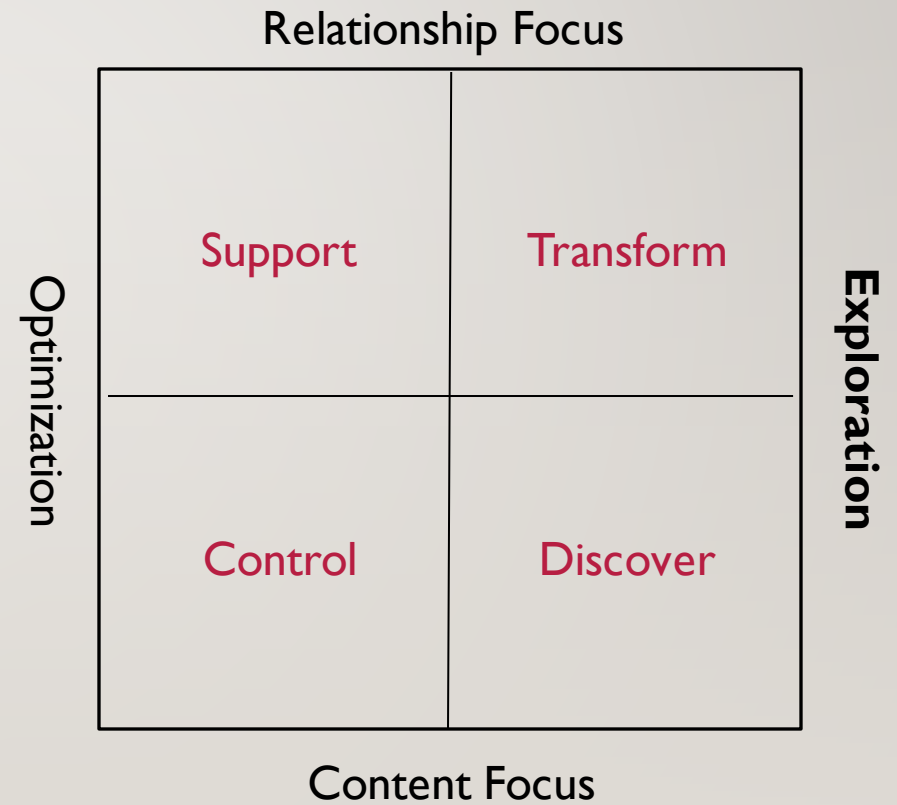 Relationship Focus
Support
Transform
Optimization
Exploration
Control
Discover
Content Focus